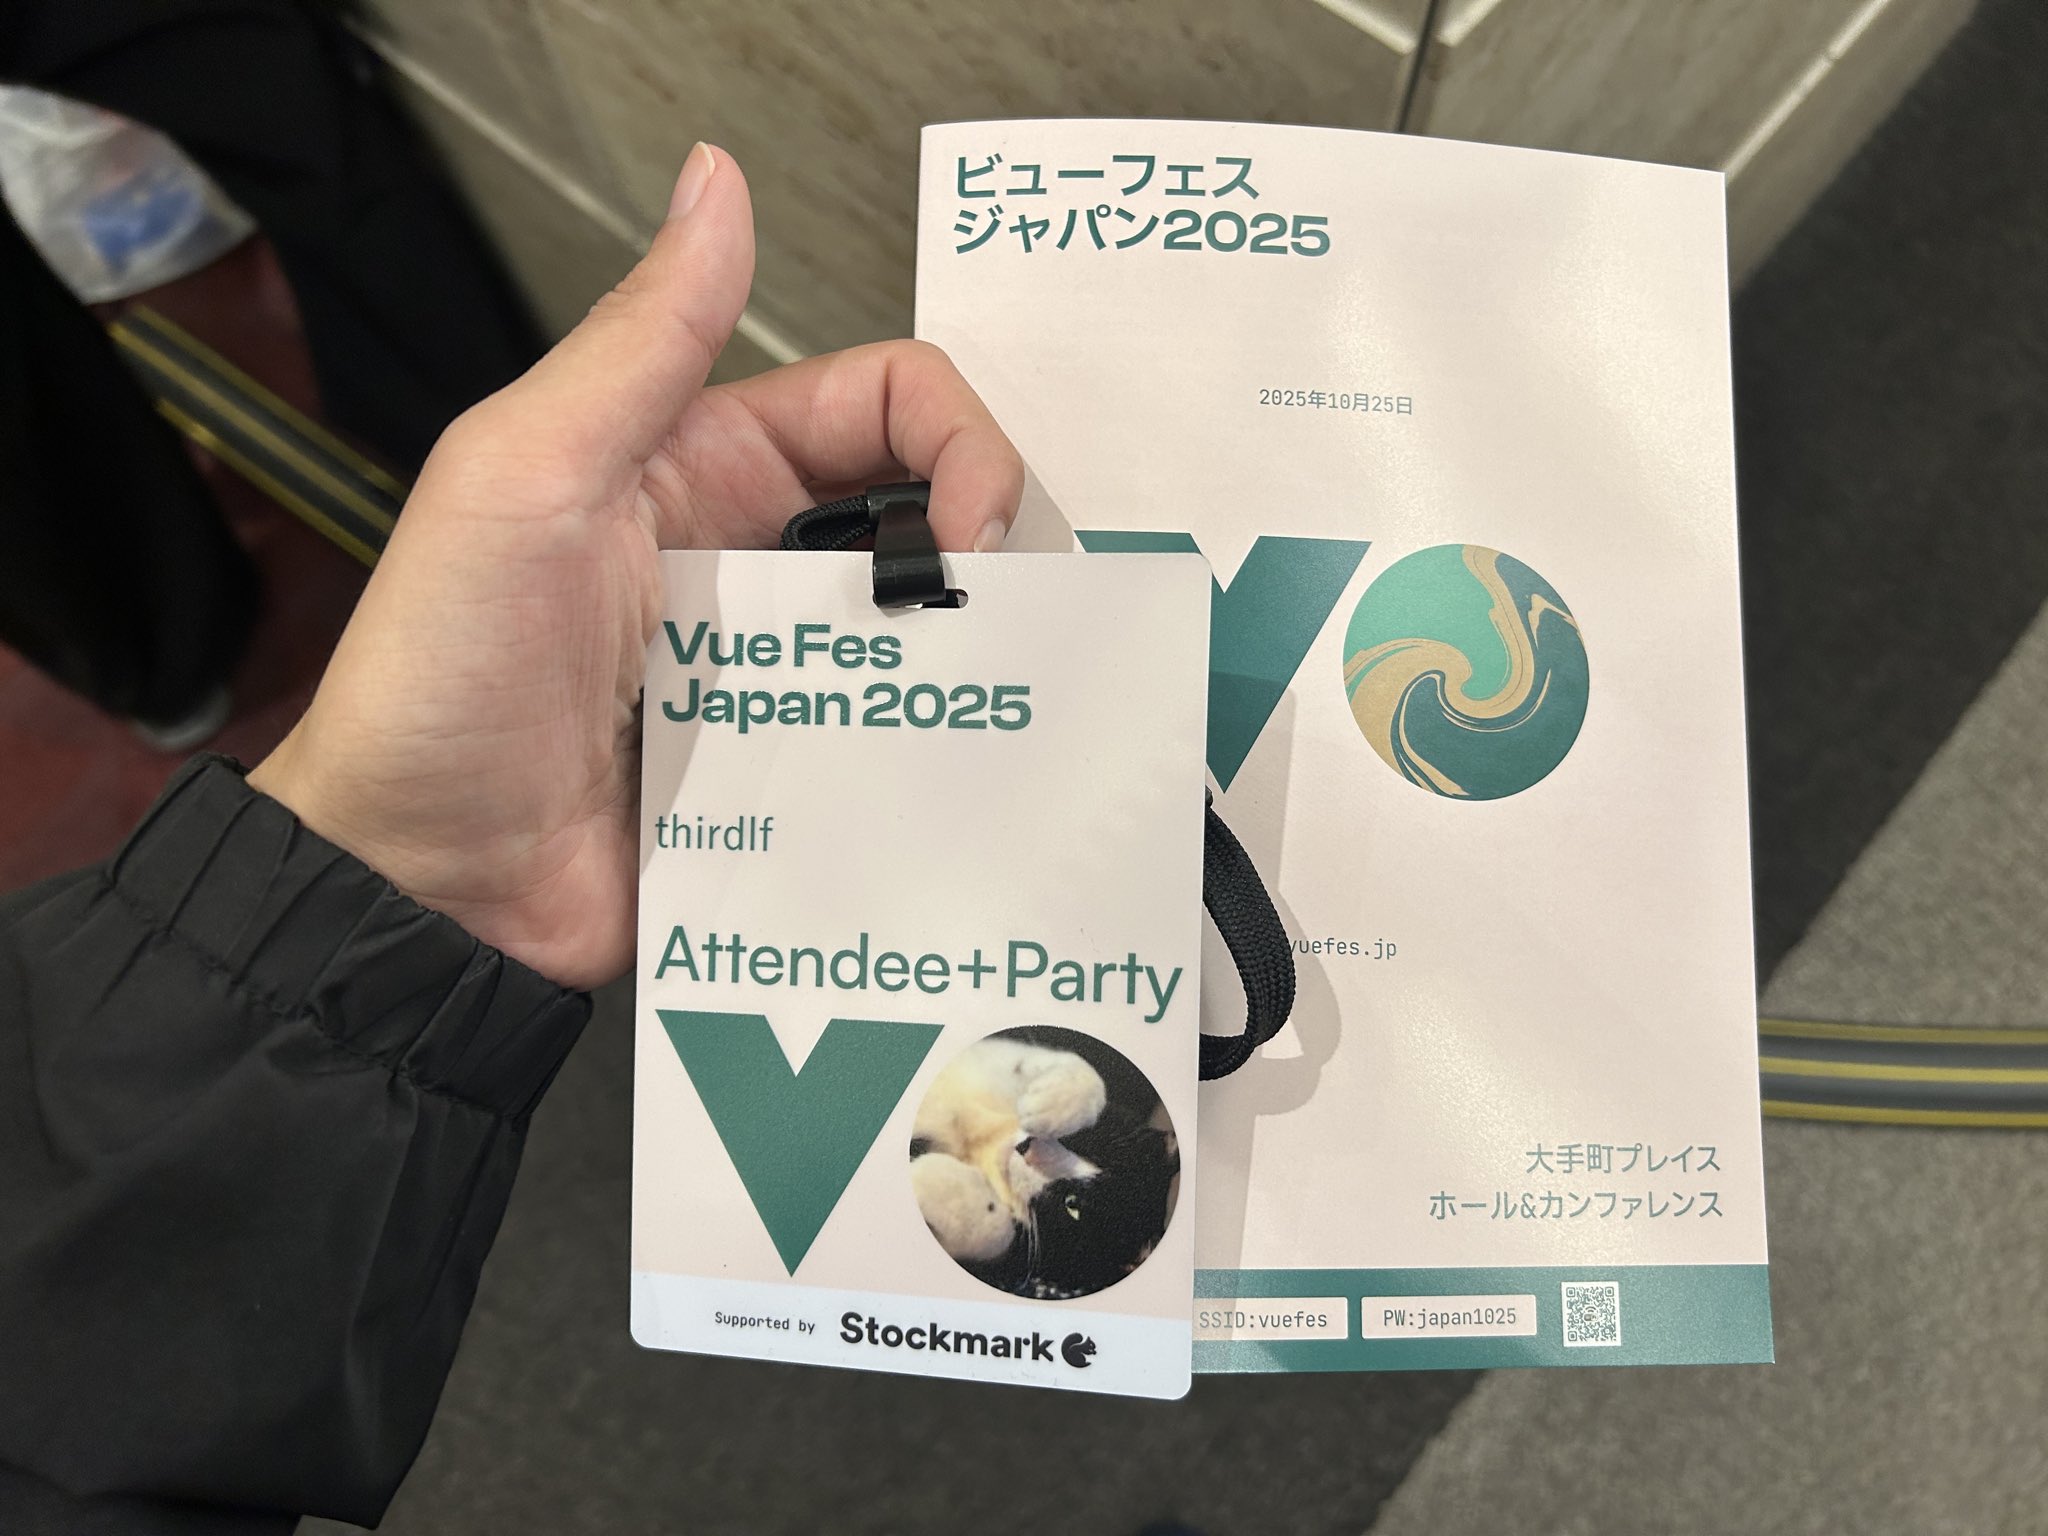 Vue Fes
Japan 2025
thirdlf
Attendee+Party
Supported by Stockmark
ビューフェス
ジャパン2025
2025年10月25日
vuefes.jp
大手町プレイス
ホール&カンファレンス
SSID:vuefes
PW:japan1025